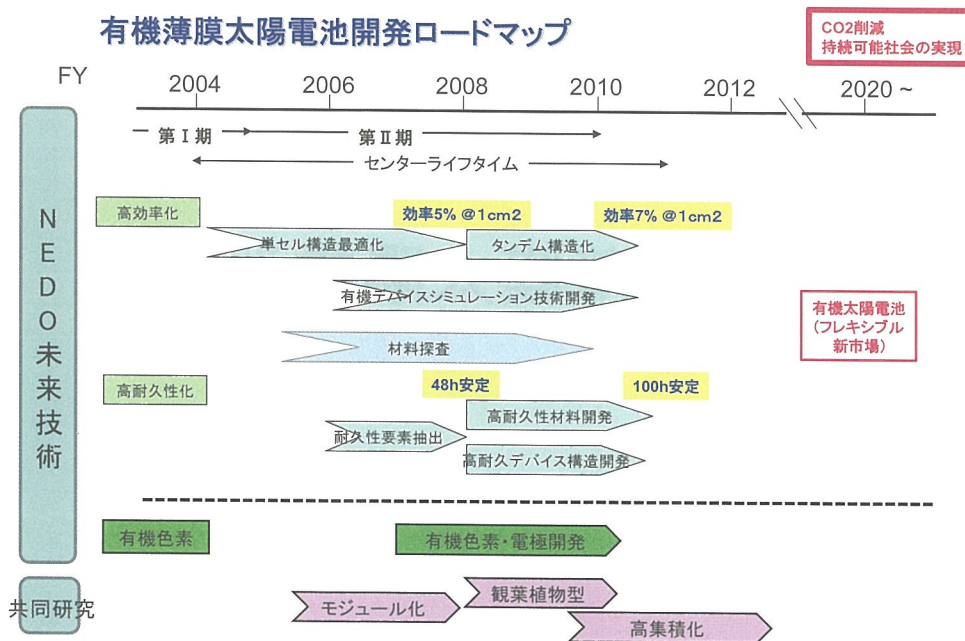 有機薄膜太陽電池開発ロードマップ
CO2削減
持続可能社会の実現
FY
2004
2006
2008
2010
2012
2020～
第Ⅰ期
第Ⅱ期
センターライフタイム
NEDO未来技術
高効率化
効率5% @1cm2
効率7% @1cm2
単セル構造最適化
タンデム構造化
有機デバイスシミュレーション技術開発
有機太陽電池
(フレキシブル
新市場)
材料探査
高耐久性化
48h安定
100h安定
高耐久性材料開発
耐久性要素抽出
高耐久デバイス構造開発
有機色素
有機色素・電極開発
共同研究
モジュール化
観葉植物型
高集積化